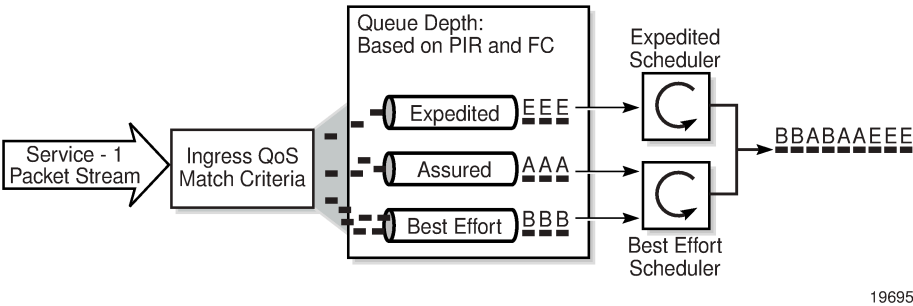 Queue Depth:
Based on PIR and FC
Expedited
Scheduler
Expedited
EEE
Service - 1
Packet Stream
Ingress QoS
Match Criteria
Assured
AAA
BBABAAEEE
Best Effort
BBB
Best Effort
Scheduler
19695